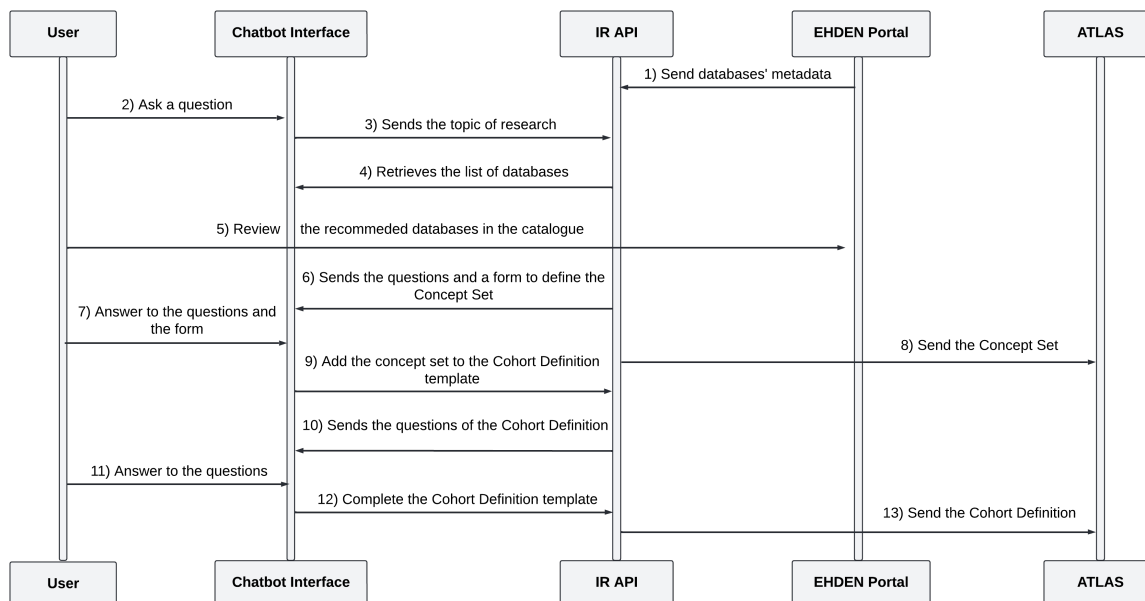 User
Chatbot Interface
IR API
EHDEN Portal
ATLAS
1) Send databases' metadata
2) Ask a question
3) Sends the topic of research
4) Retrieves the list of databases
5) Review the recommeded databases in the catalogue
6) Sends the questions and a form to define the
Concept Set
7) Answer to the questions and
the form
8) Send the Concept Set
9) Add the concept set to the Cohort Definition
template
10) Sends the questions of the Cohort Definition
11) Answer to the questions
12) Complete the Cohort Definition template
13) Send the Cohort Definition
User
Chatbot Interface
IR API
EHDEN Portal
ATLAS